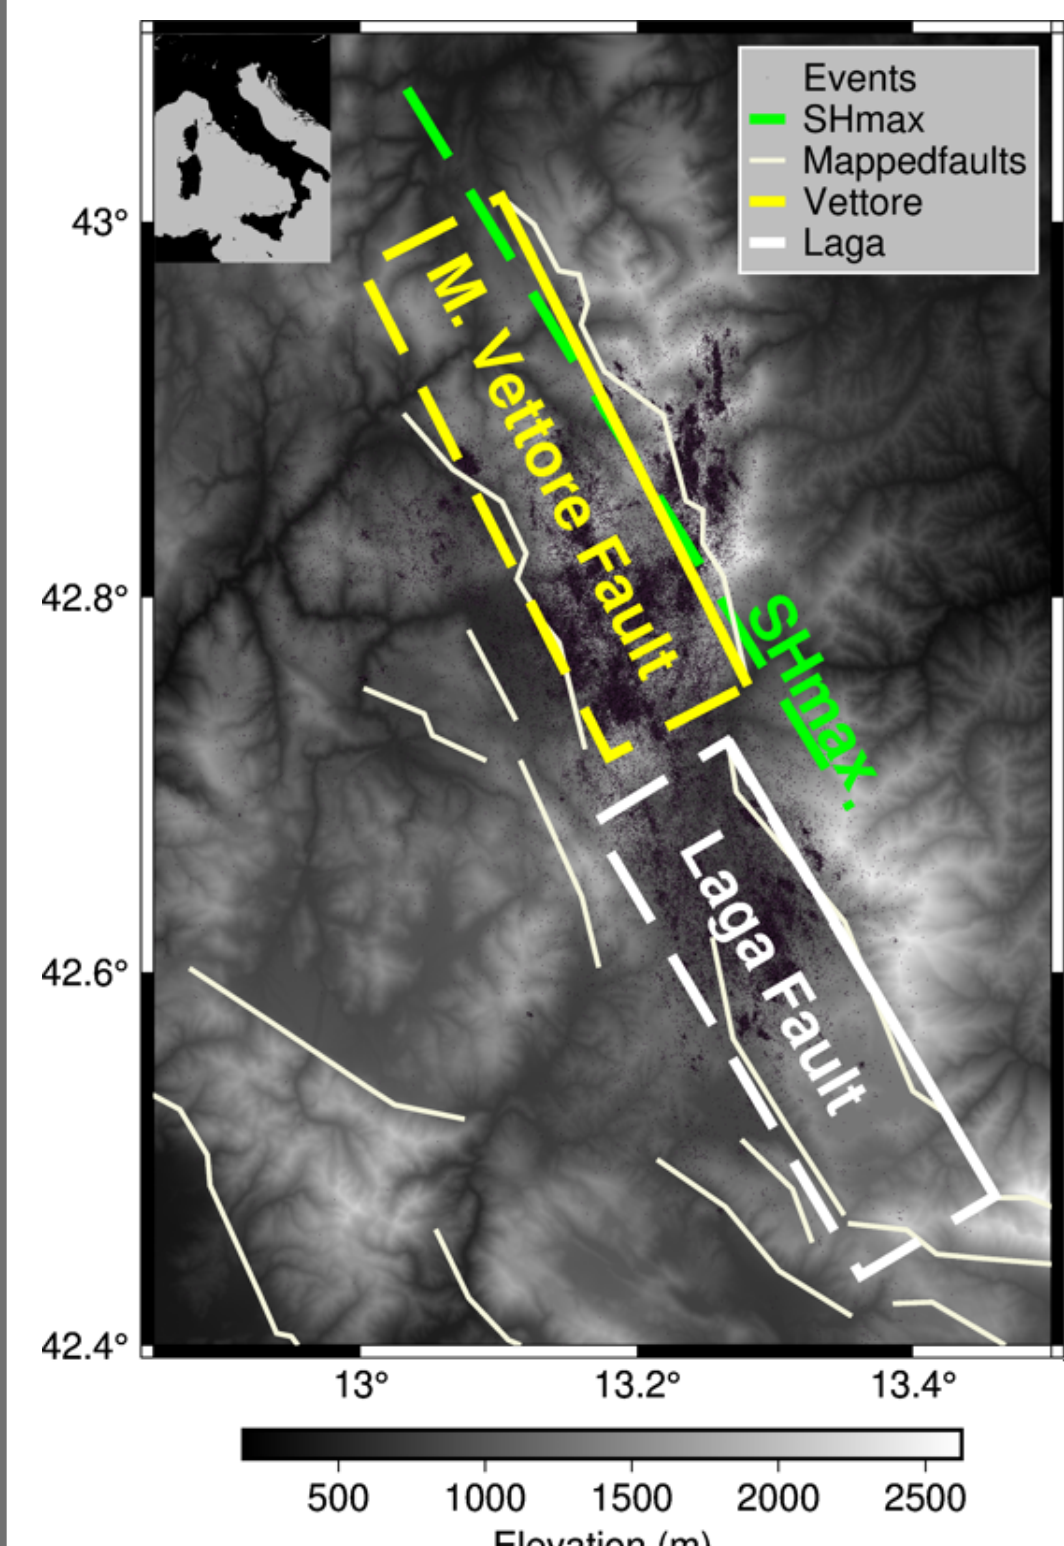 Events
SHmax
Mappedfaults
Vettore
Laga
43°
42.8°
42.6°
42.4°
M. Vettore Fault
SHmax.
Laga Fault
13°
13.2°
13.4°
500
1000
1500
2000
2500
Elevation (m)